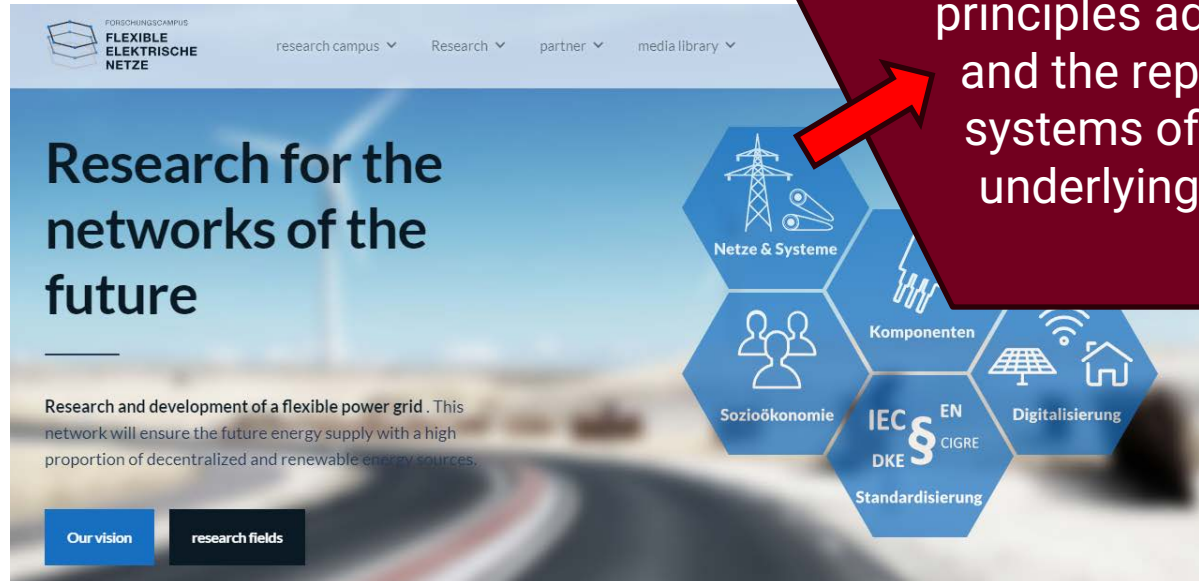 FORSCHUNGSCAMPUS
FLEXIBLE
ELEKTRISCHE
NETZE
research campus
Research
partner
media library
principles
and the
systems of
underlying
Research for the
networks of the
future
Research and development of a flexible power grid . This
network will ensure the future energy supply with a high
proportion of decentralized and renewable energy sources.
Our vision
research fields
Netze & Systeme
Komponenten
Sozioökonomie
IEC § EN
CIGRE
DKE
Standardisierung
Digitalisierung